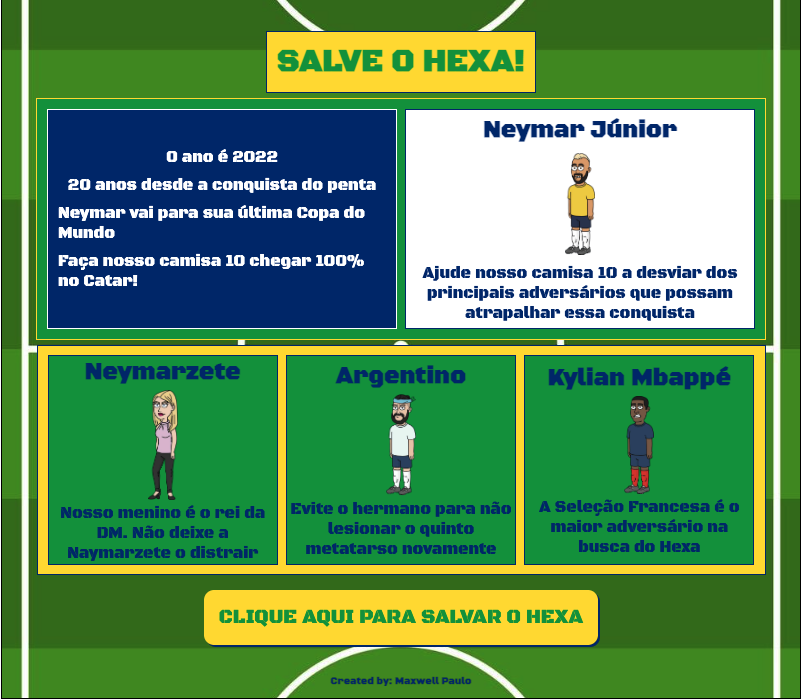 SALVE O HEXA!
O ano é 2022
20 anos desde a conquista do penta
Neymar vai para sua última Copa do
Mundo
Faça nosso camisa 10 chegar 100%
no Catar!
Neymar Júnior
Ajude nosso camisa 10 a desviar dos
principais adversários que possam
atrapalhar essa conquista
Neymarzete
Nosso menino é o rei da
DM. Não deixe a
Naymarzete o distrair
Argentino
Evite o hermano para não
lesionar o quinto
metatarso novamente
Kylian Mbappé
A Seleção Francesa é o
maior adversário na
busca do Hexa
CLIQUE AQUI PARA SALVAR O HEXA
Created by: Maxwell Paulo